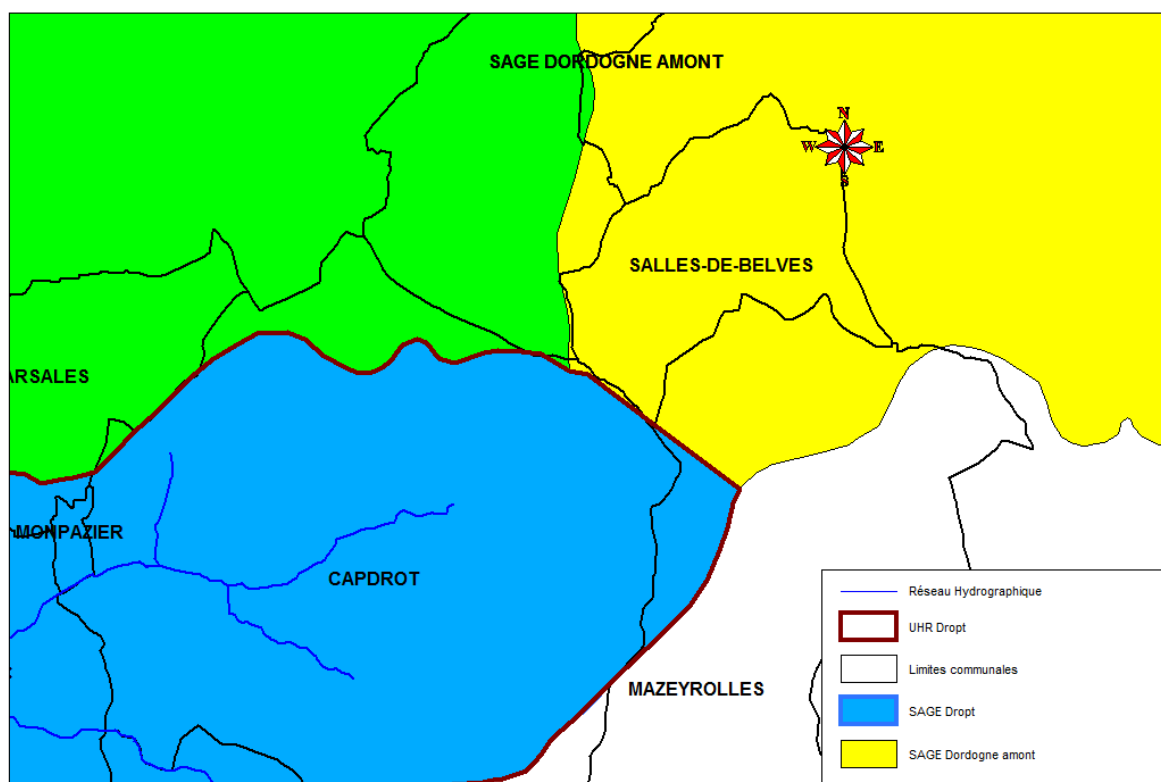 SAGE DORDOGNE AMONT
N
W E
S
SALLES-DE-BELVES
ARSALES
MONPAZIER
CAPDROT
MAZEYROLLES
Réseau Hydrographique
UHR Dropt
Limites communales
SAGE Dropt
SAGE Dordogne amont